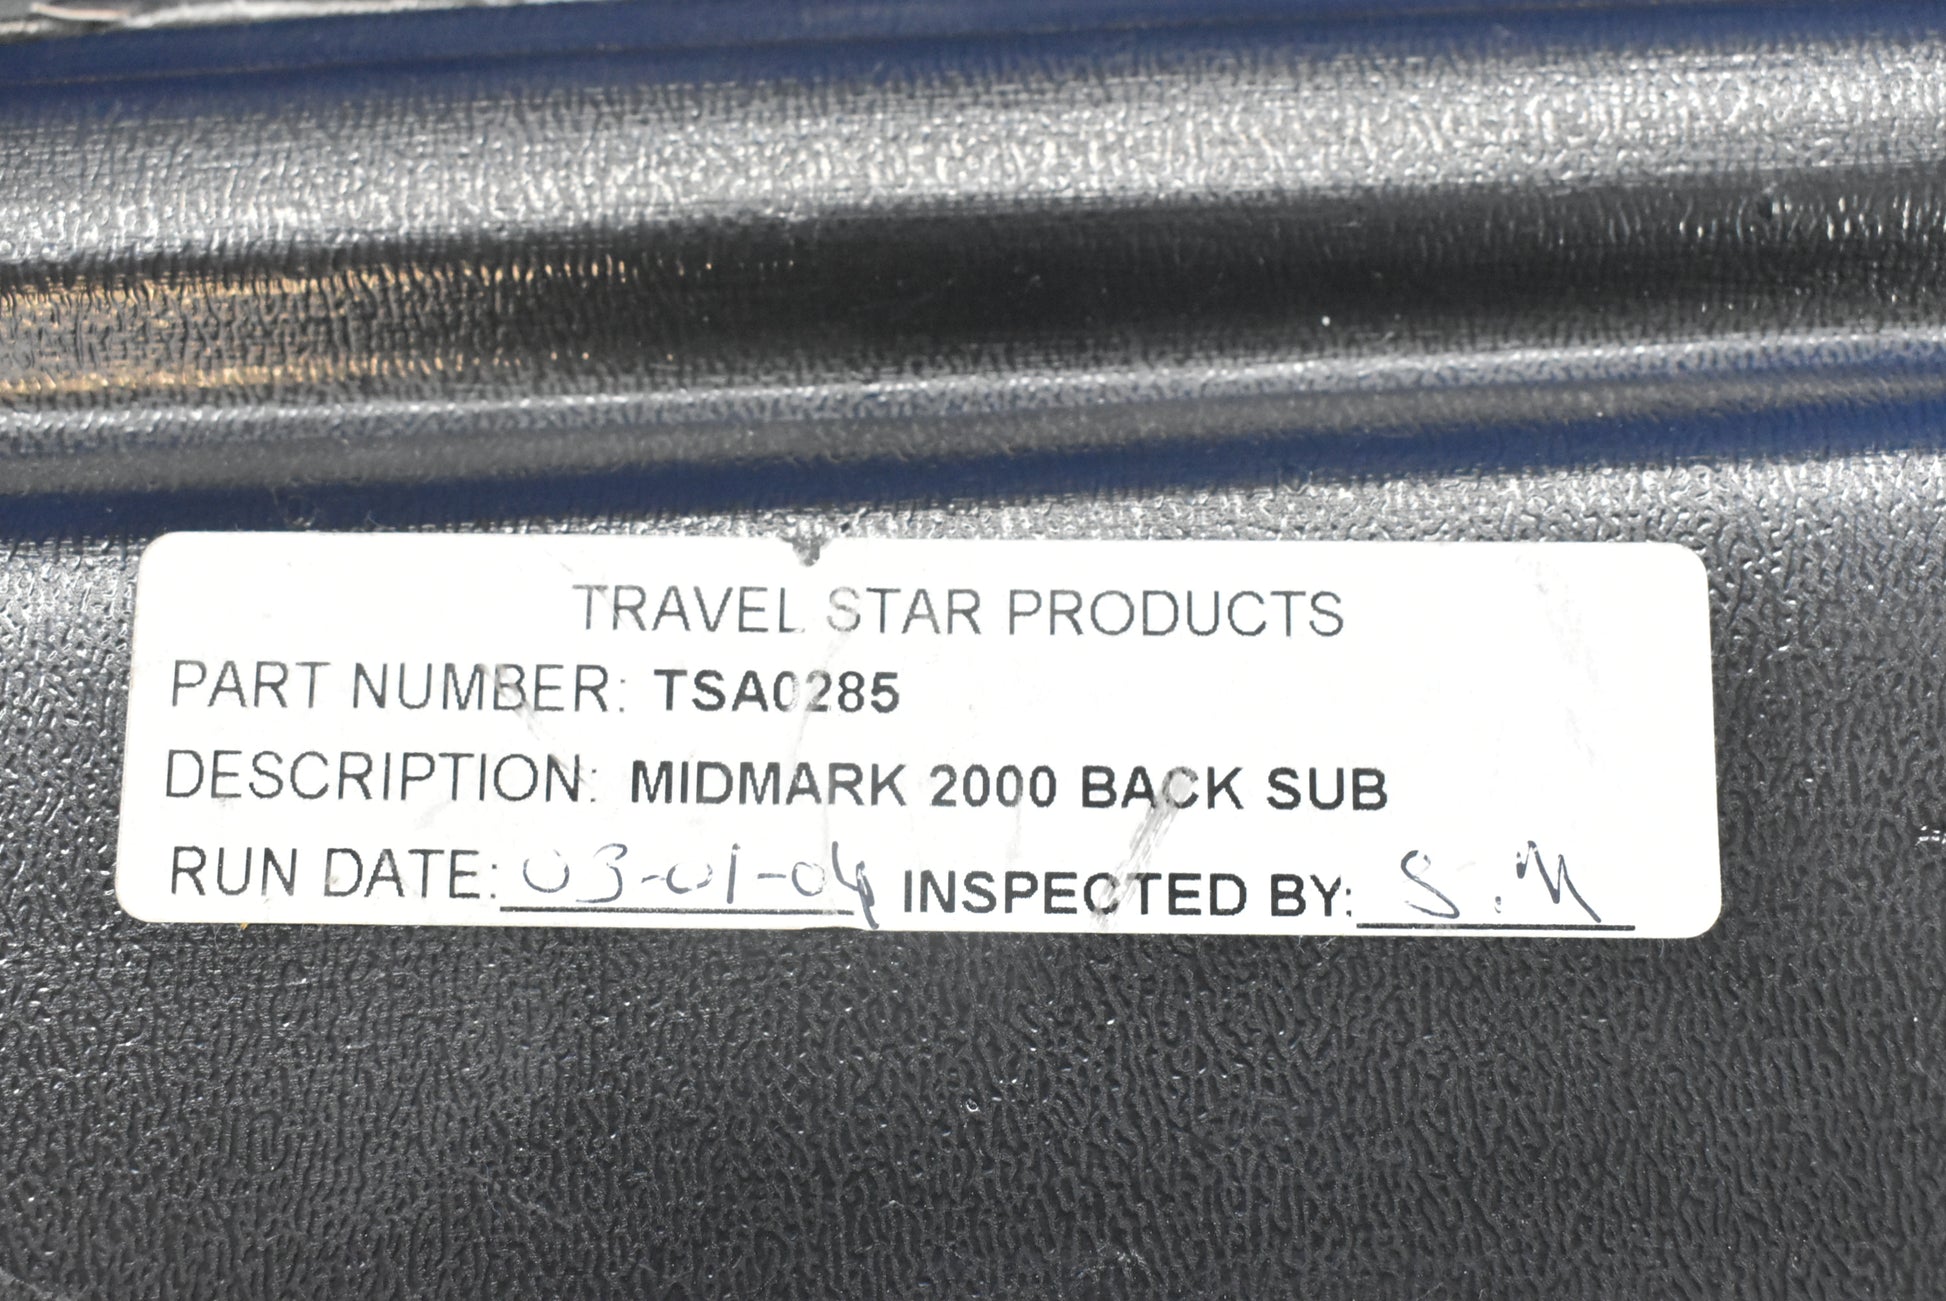 TRAVEL STAR PRODUCTS
PART NUMBER: TSA0285
DESCRIPTION: MIDMARK 2000 BACK SUB
RUN DATE: 03-01-04 INSPECTED BY: S.M